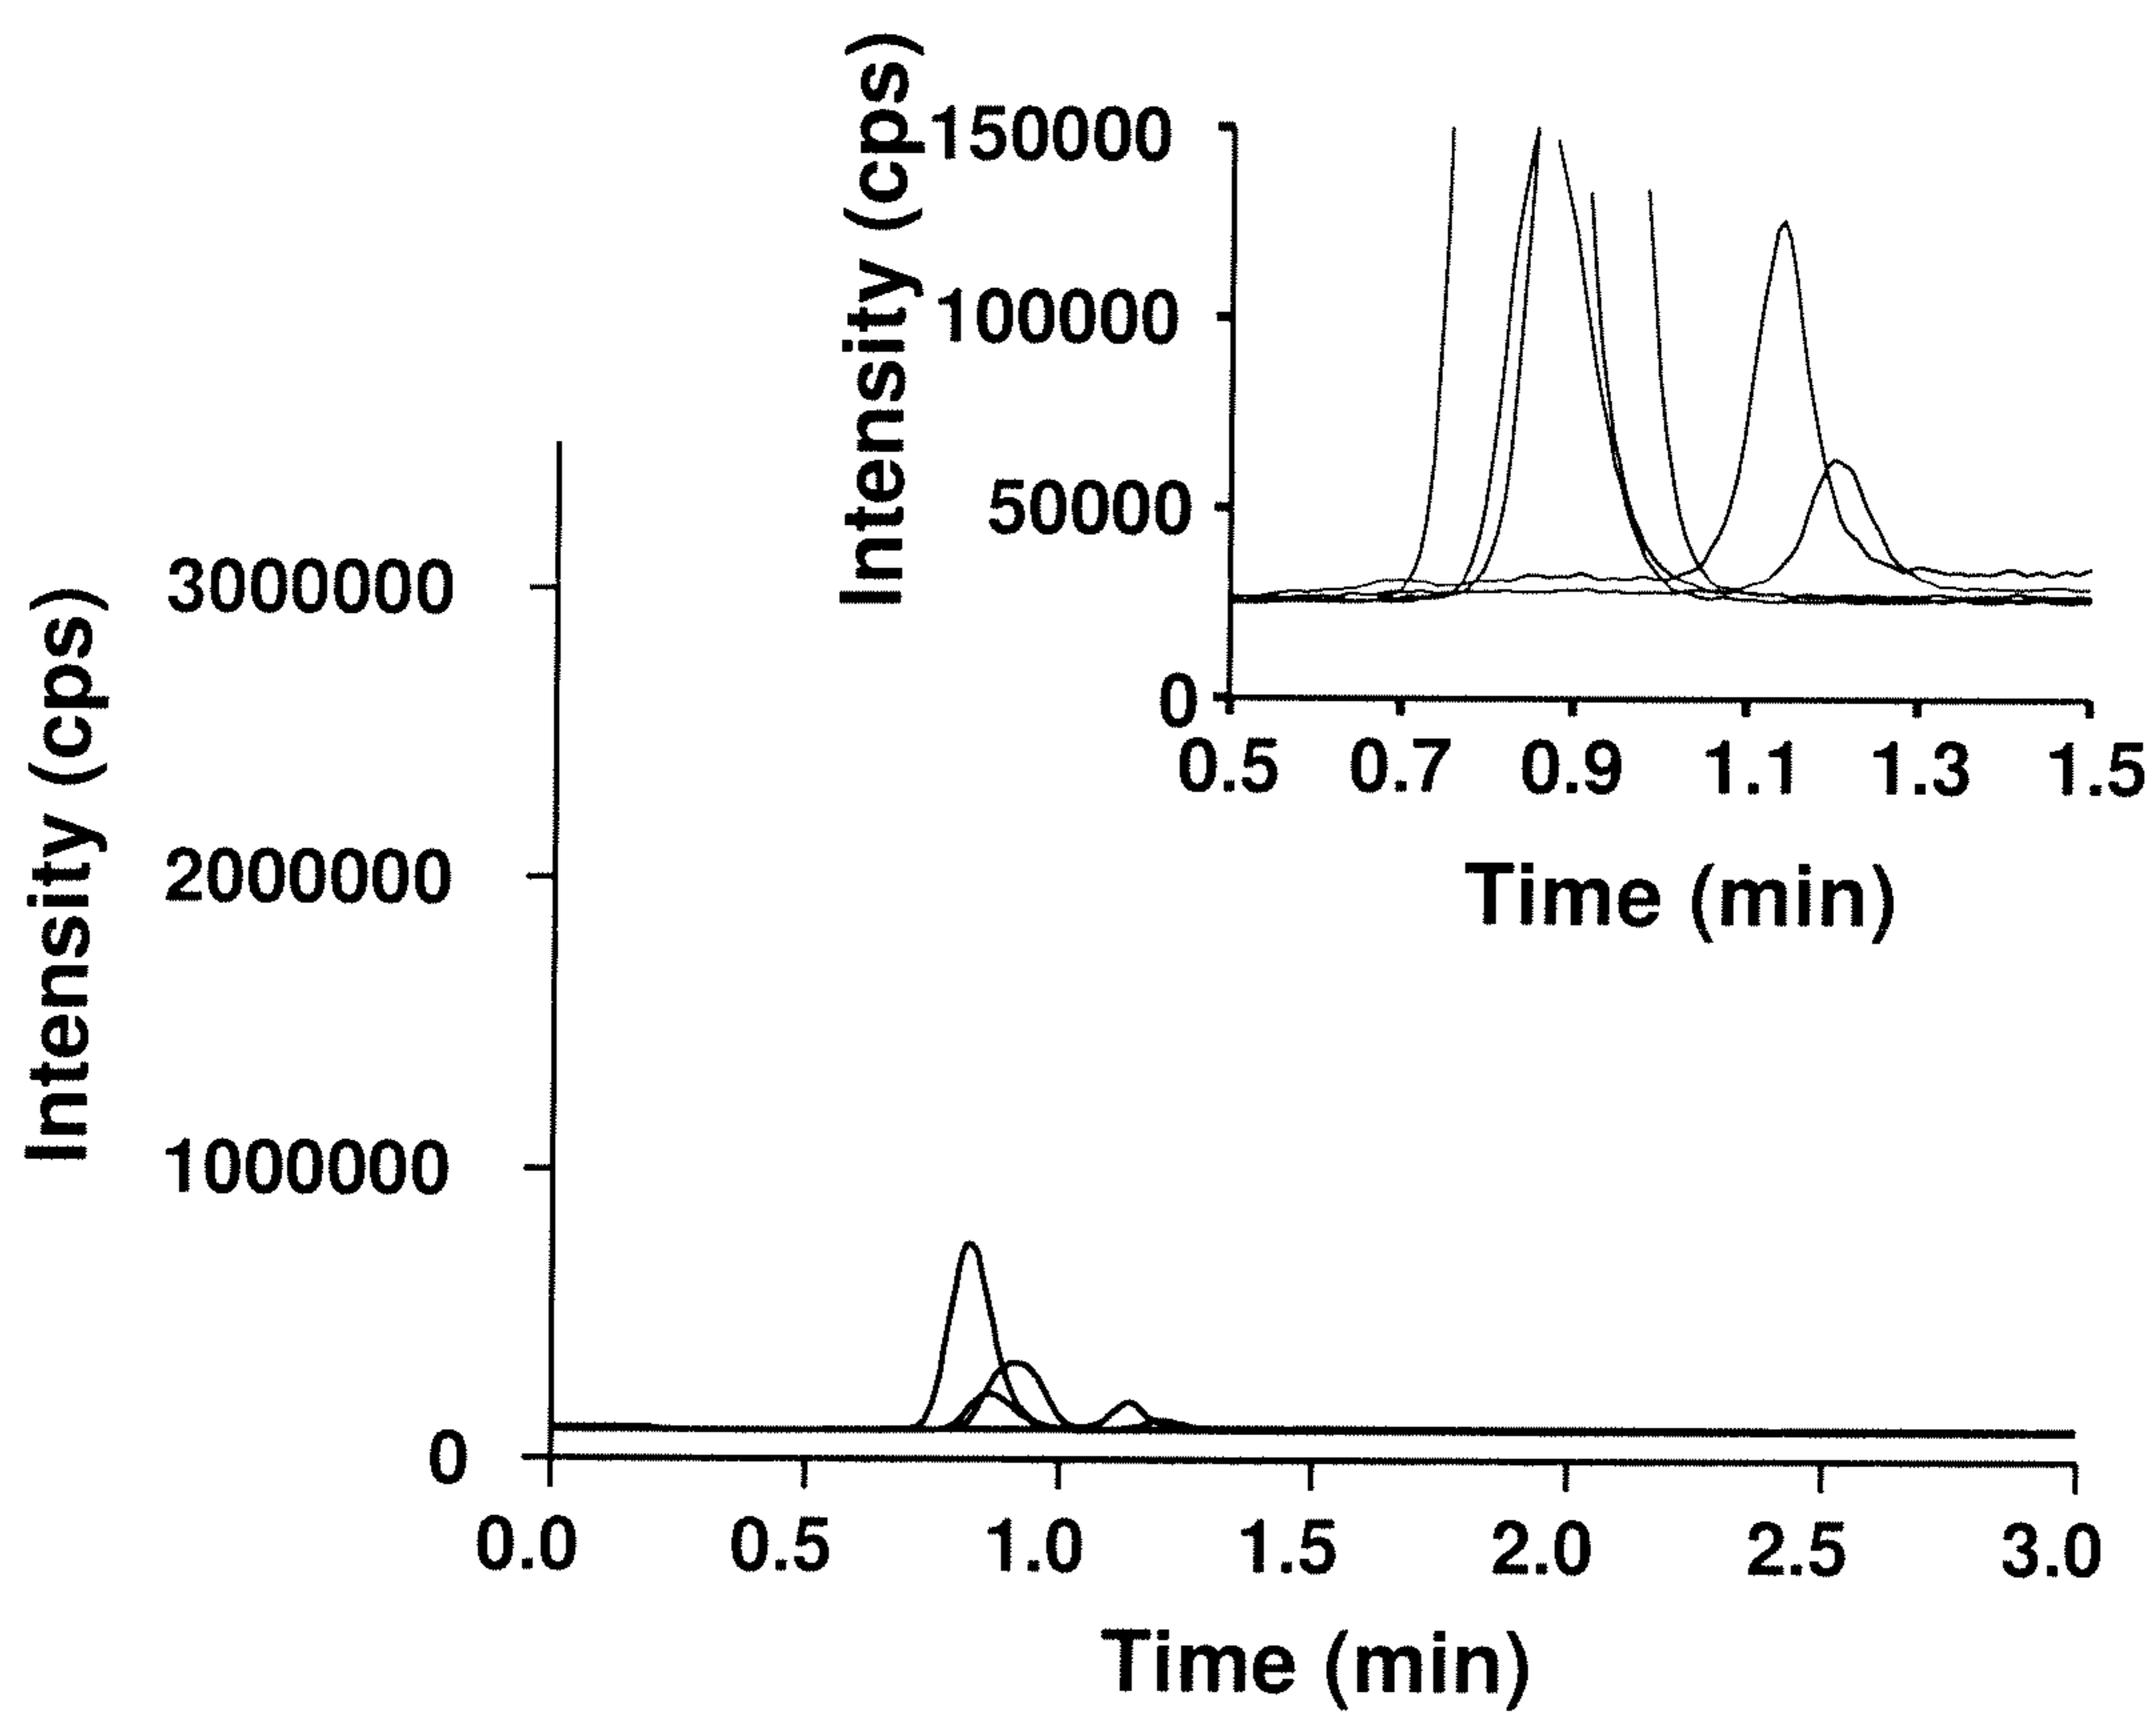 Intensity (cps)
150000
100000
50000
0
0.5 0.7 0.9 1.1 1.3 1.5
Time (min)
Intensity (cps)
3000000
2000000
1000000
0
0.0 0.5 1.0 1.5 2.0 2.5 3.0
Time (min)